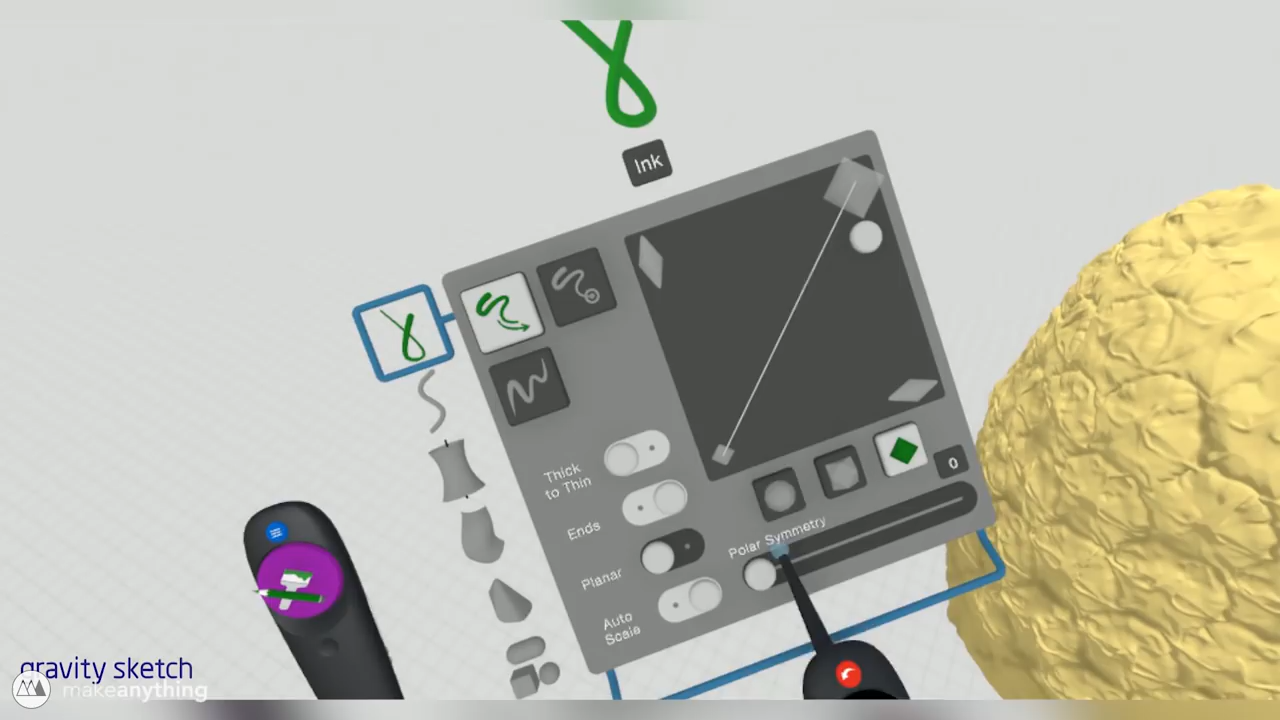 Ink
Thick
to Thin
Ends
Planar
Auto
Scale
Polar Symmetry
0
gravity sketch
makeanything